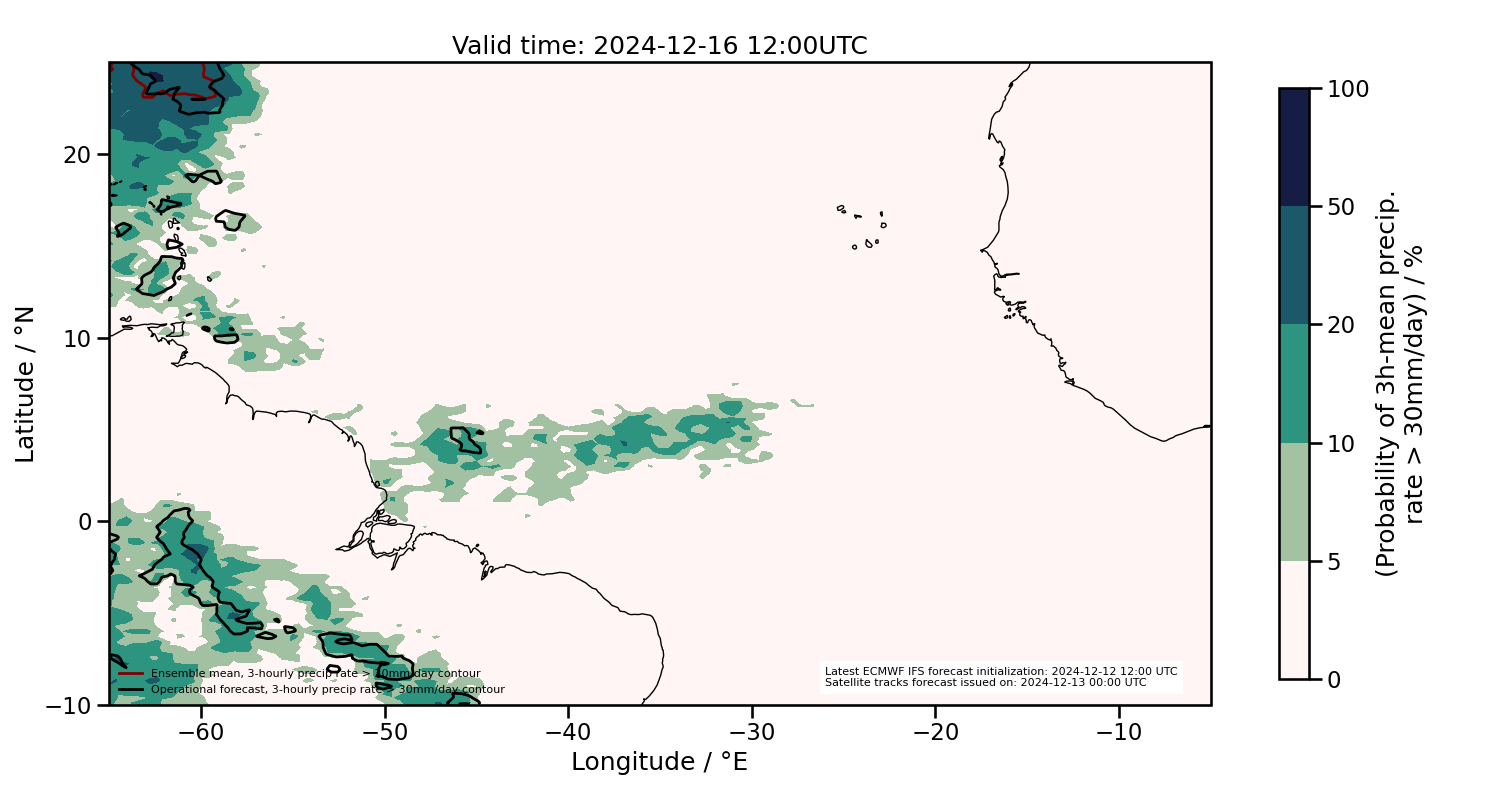 Valid time: 2024-12-16 12:00UTC
Latitude / °N
20
10
0
−10
−60
−50
−40
−30
−20
−10
Longitude / °E
Ensemble mean, 3-hourly precip rate > 30mm/day contour
Operational forecast, 3-hourly precip rate > 30mm/day contour
Latest ECMWF IFS forecast initialization: 2024-12-12 12:00 UTC
Satellite tracks forecast issued on: 2024-12-13 00:00 UTC
100
50
20
10
5
0
(Probability of 3h-mean precip.
rate > 30mm/day) / %